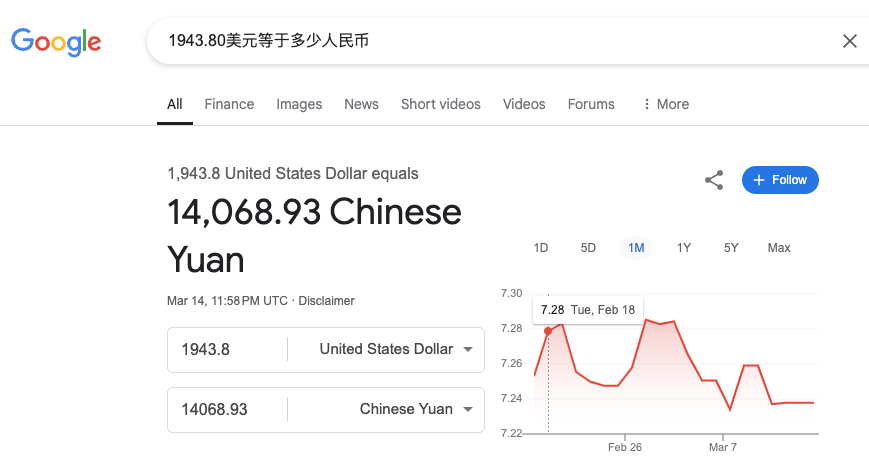 Google
1943.80美元等于多少人民币
All Finance Images News Short videos Videos Forums More
1,943.8 United States Dollar equals
14,068.93 Chinese
Yuan
Mar 14, 11:58 PM UTC · Disclaimer
1943.8 United States Dollar
14068.93 Chinese Yuan
Follow
1D 5D 1M 1Y 5Y Max
7.30
7.28 Tue, Feb 18
7.28
7.26
7.24
7.22
Feb 26 Mar 7